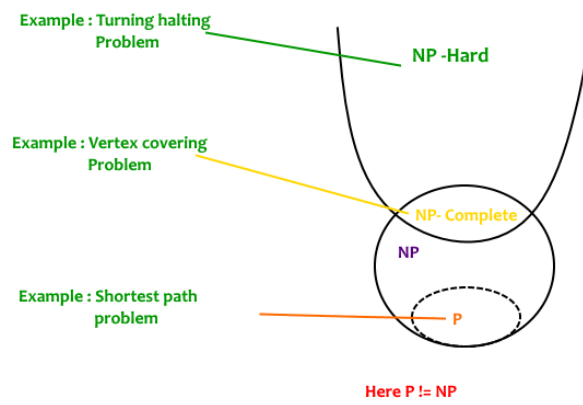 Example : Turning halting
Problem
NP -Hard
Example : Vertex covering
Problem
NP- Complete
NP
Example : Shortest path
problem
P
Here P != NP